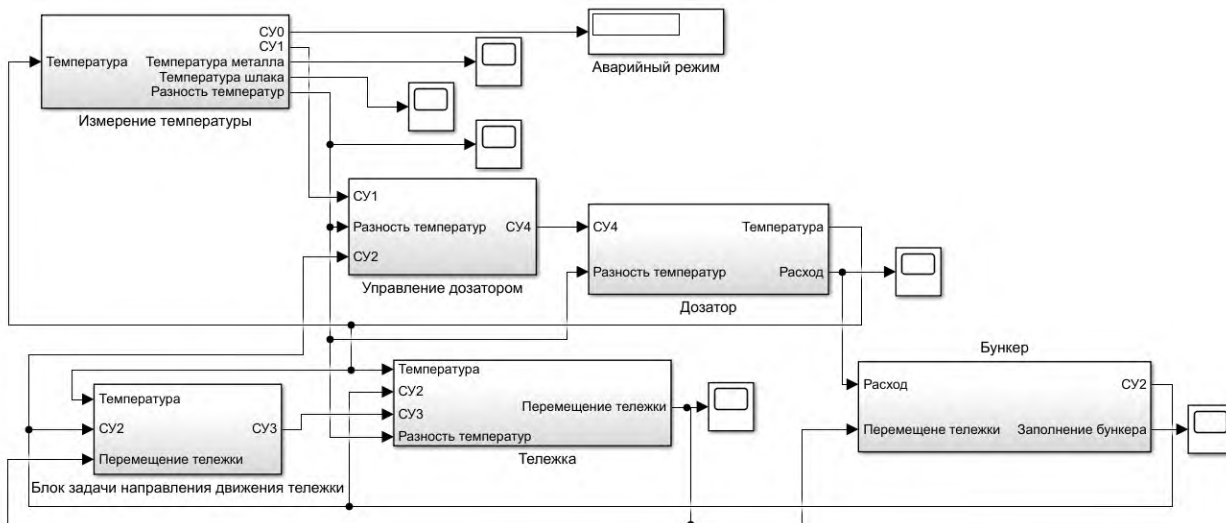 Температура
СУ0
СУ1
Температура металла
Температура шлака
Разность температур
Измерение температуры
Аварийный режим
СУ1
Разность температур
СУ2
СУ4
Управление дозатором
СУ4
Разность температур
Температура
Расход
Дозатор
Бункер
Расход
Перемещене тележки
СУ2
Заполнение бункера
Температура
СУ2
СУ3
Разность температур
Перемещение тележки
Тележка
Температура
СУ2
Перемещение тележки
СУ3
Блок задачи направления движения тележки